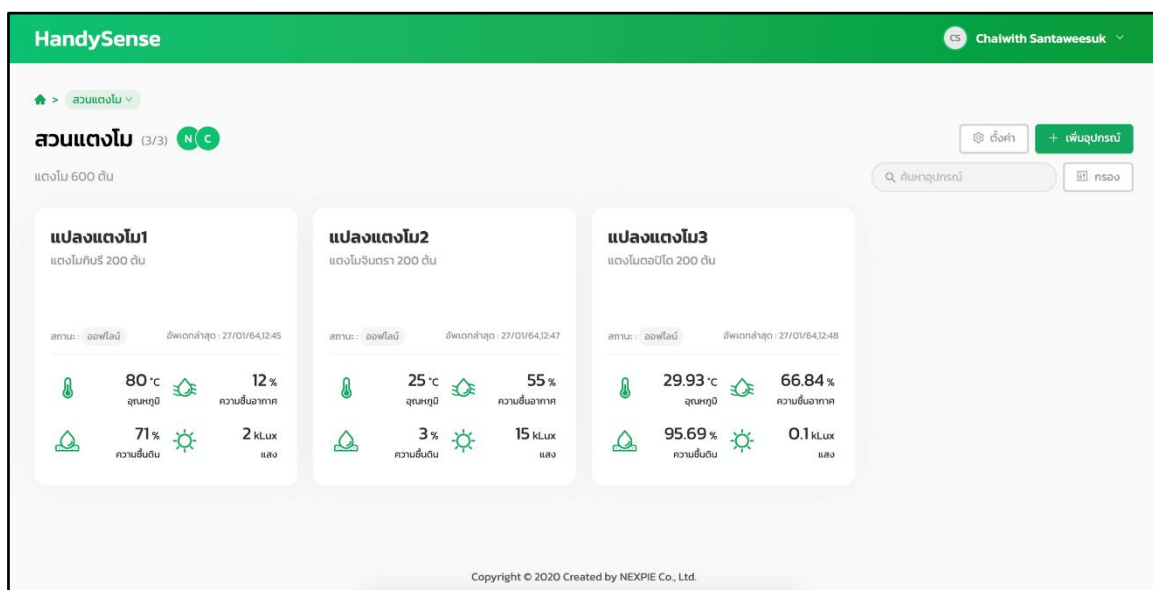 HandySense
CS Chaiwith Santaweesuk
> สวนแตงโม
สวนแตงโม (3/3) N C
ตั้งค่า
+ เพิ่มอุปกรณ์
แตงโม 600 ต้น
ค้นหาอุปกรณ์
กรอง
แปลงแตงโม1
แตงโมกินรี 200 ต้น
สถานะ : ออฟไลน์ อัพเดทล่าสุด : 27/01/64,12:45
80 °C 12 %
อุณหภูมิ ความชื้นอากาศ
71 % 2 kLux
ความชื้นดิน แสง
แปลงแตงโม2
แตงโมจินตรา 200 ต้น
สถานะ : ออฟไลน์ อัพเดทล่าสุด : 27/01/64,12:47
25 °C 55 %
อุณหภูมิ ความชื้นอากาศ
3 % 15 kLux
ความชื้นดิน แสง
แปลงแตงโม3
แตงโมตอปิโด 200 ต้น
สถานะ : ออฟไลน์ อัพเดทล่าสุด : 27/01/64,12:48
29.93 °C 66.84 %
อุณหภูมิ ความชื้นอากาศ
95.69 % 0.1 kLux
ความชื้นดิน แสง
Copyright © 2020 Created by NEXPIE Co., Ltd.